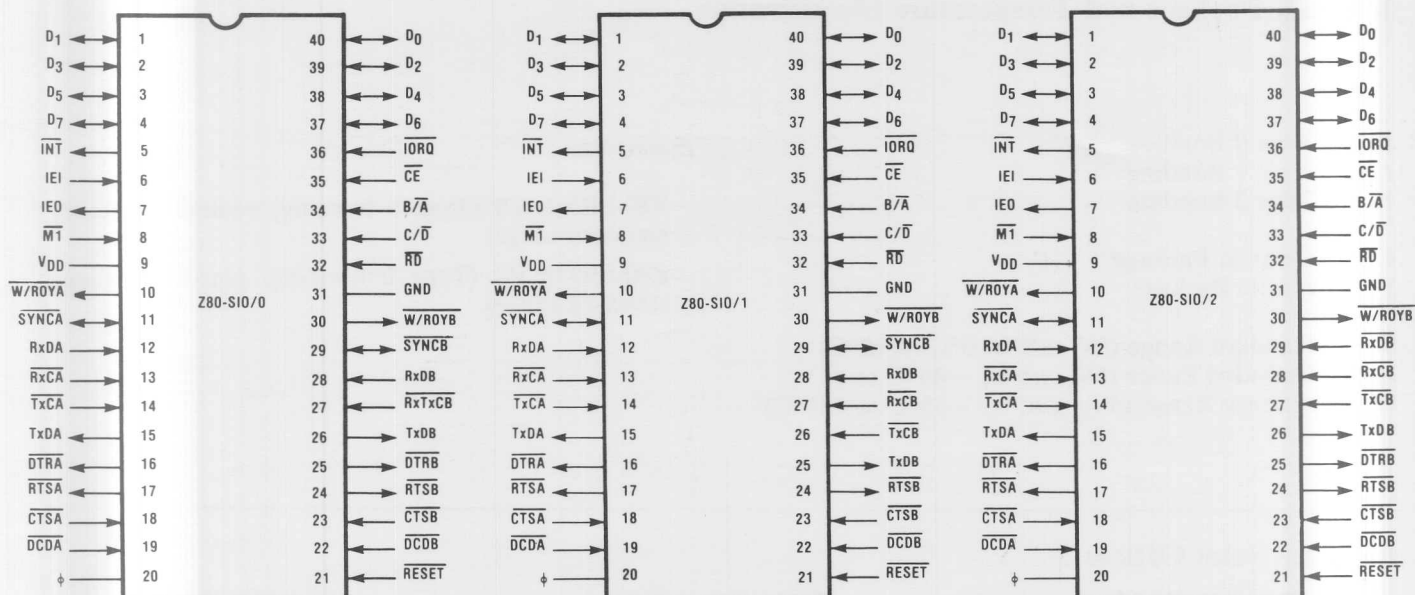 D1 1 40 D0
D3 2 39 D2
D5 3 38 D4
D7 4 37 D6
INT 5 36 IORQ
IEI 6 35 CE
IEO 7 34 B/A
M1 8 33 C/D
VDD 9 32 RD
W/ROYA 10 31 GND
Z80-SIO/0
SYNCA 11 30 W/ROYB
RxDA 12 29 SYNCB
RxCA 13 28 RxDB
TxCA 14 27 RxTxCB
TxDA 15 26 TxDB
DTRA 16 25 DTRB
RTSA 17 24 RTSB
CTSA 18 23 CTSB
DCDA 19 22 DCDB
ϕ 20 21 RESET
D1 1 40 D0
D3 2 39 D2
D5 3 38 D4
D7 4 37 D6
INT 5 36 IORQ
IEI 6 35 CE
IEO 7 34 B/A
M1 8 33 C/D
VDD 9 32 RD
W/ROYA 10 31 GND
Z80-SIO/1
SYNCA 11 30 W/ROYB
RxDA 12 29 SYNCB
RxCA 13 28 RxDB
TxCA 14 27 RxCB
TxDA 15 26 TxCB
DTRA 16 25 TxDB
RTSA 17 24 RTSB
CTSA 18 23 CTSB
DCDA 19 22 DCDB
ϕ 20 21 RESET
D1 1 40 D0
D3 2 39 D2
D5 3 38 D4
D7 4 37 D6
INT 5 36 IORQ
IEI 6 35 CE
IEO 7 34 B/A
M1 8 33 C/D
VDD 9 32 RD
W/ROYA 10 31 GND
Z80-SIO/2
SYNCA 11 30 W/ROYB
RxDA 12 29 RxDB
RxCA 13 28 RxCB
TxCA 14 27 TxCB
TxDA 15 26 TxDB
DTRA 16 25 DTRB
RTSA 17 24 RTSB
CTSA 18 23 CTSB
DCDA 19 22 DCDB
ϕ 20 21 RESET